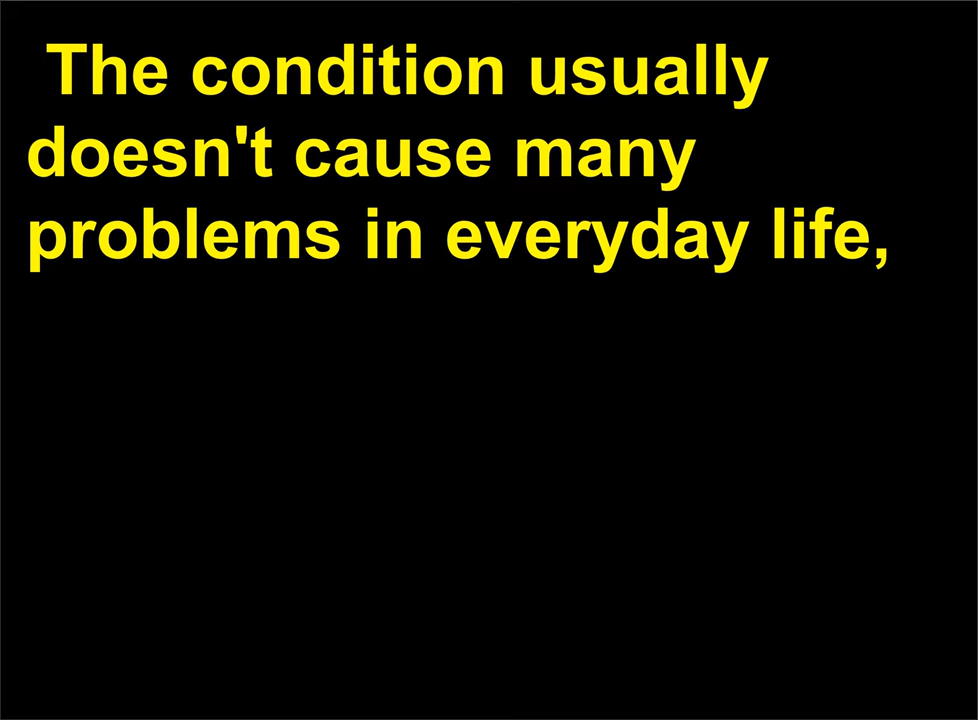 The condition usually
doesn't cause many
problems in everyday life,